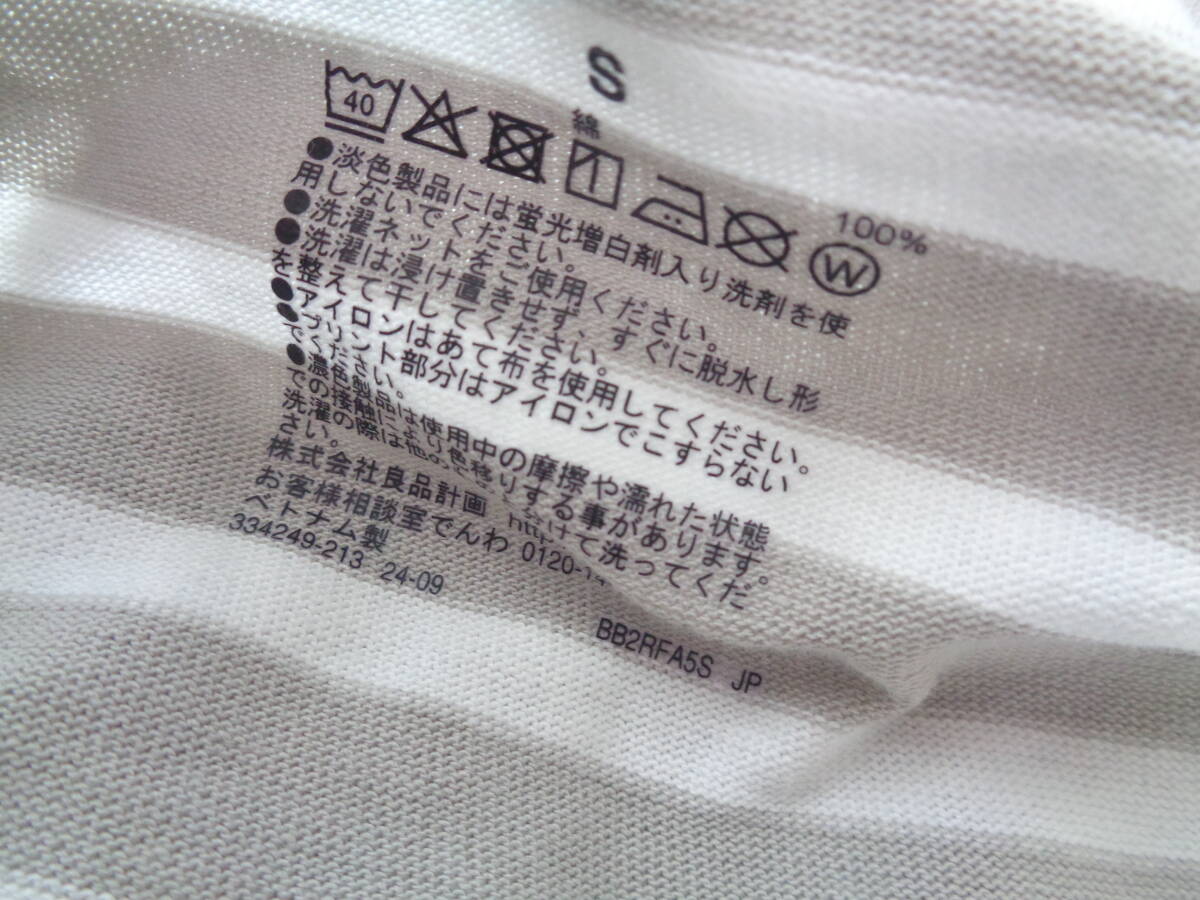 S
綿 100%
40
W
●淡色製品には蛍光増白剤入り洗剤を使
用しないでください。
●洗濯ネットをご使用ください。
●洗濯は浸け置きせず、すぐに脱水し形
を整えて干してください。
●アイロンはあて布を使用してください。
●プリント部分はアイロンでこすらない
でください。
●濃色製品は使用中の摩擦や濡れた状態
での接触により色移りする事があります。
洗濯の際は他の けて洗ってくだ
さい。
株式会社良品計画
お客様相談室でんわ 0120-14
ベトナム製
334249-213 24-09
BB2RFA5S JP